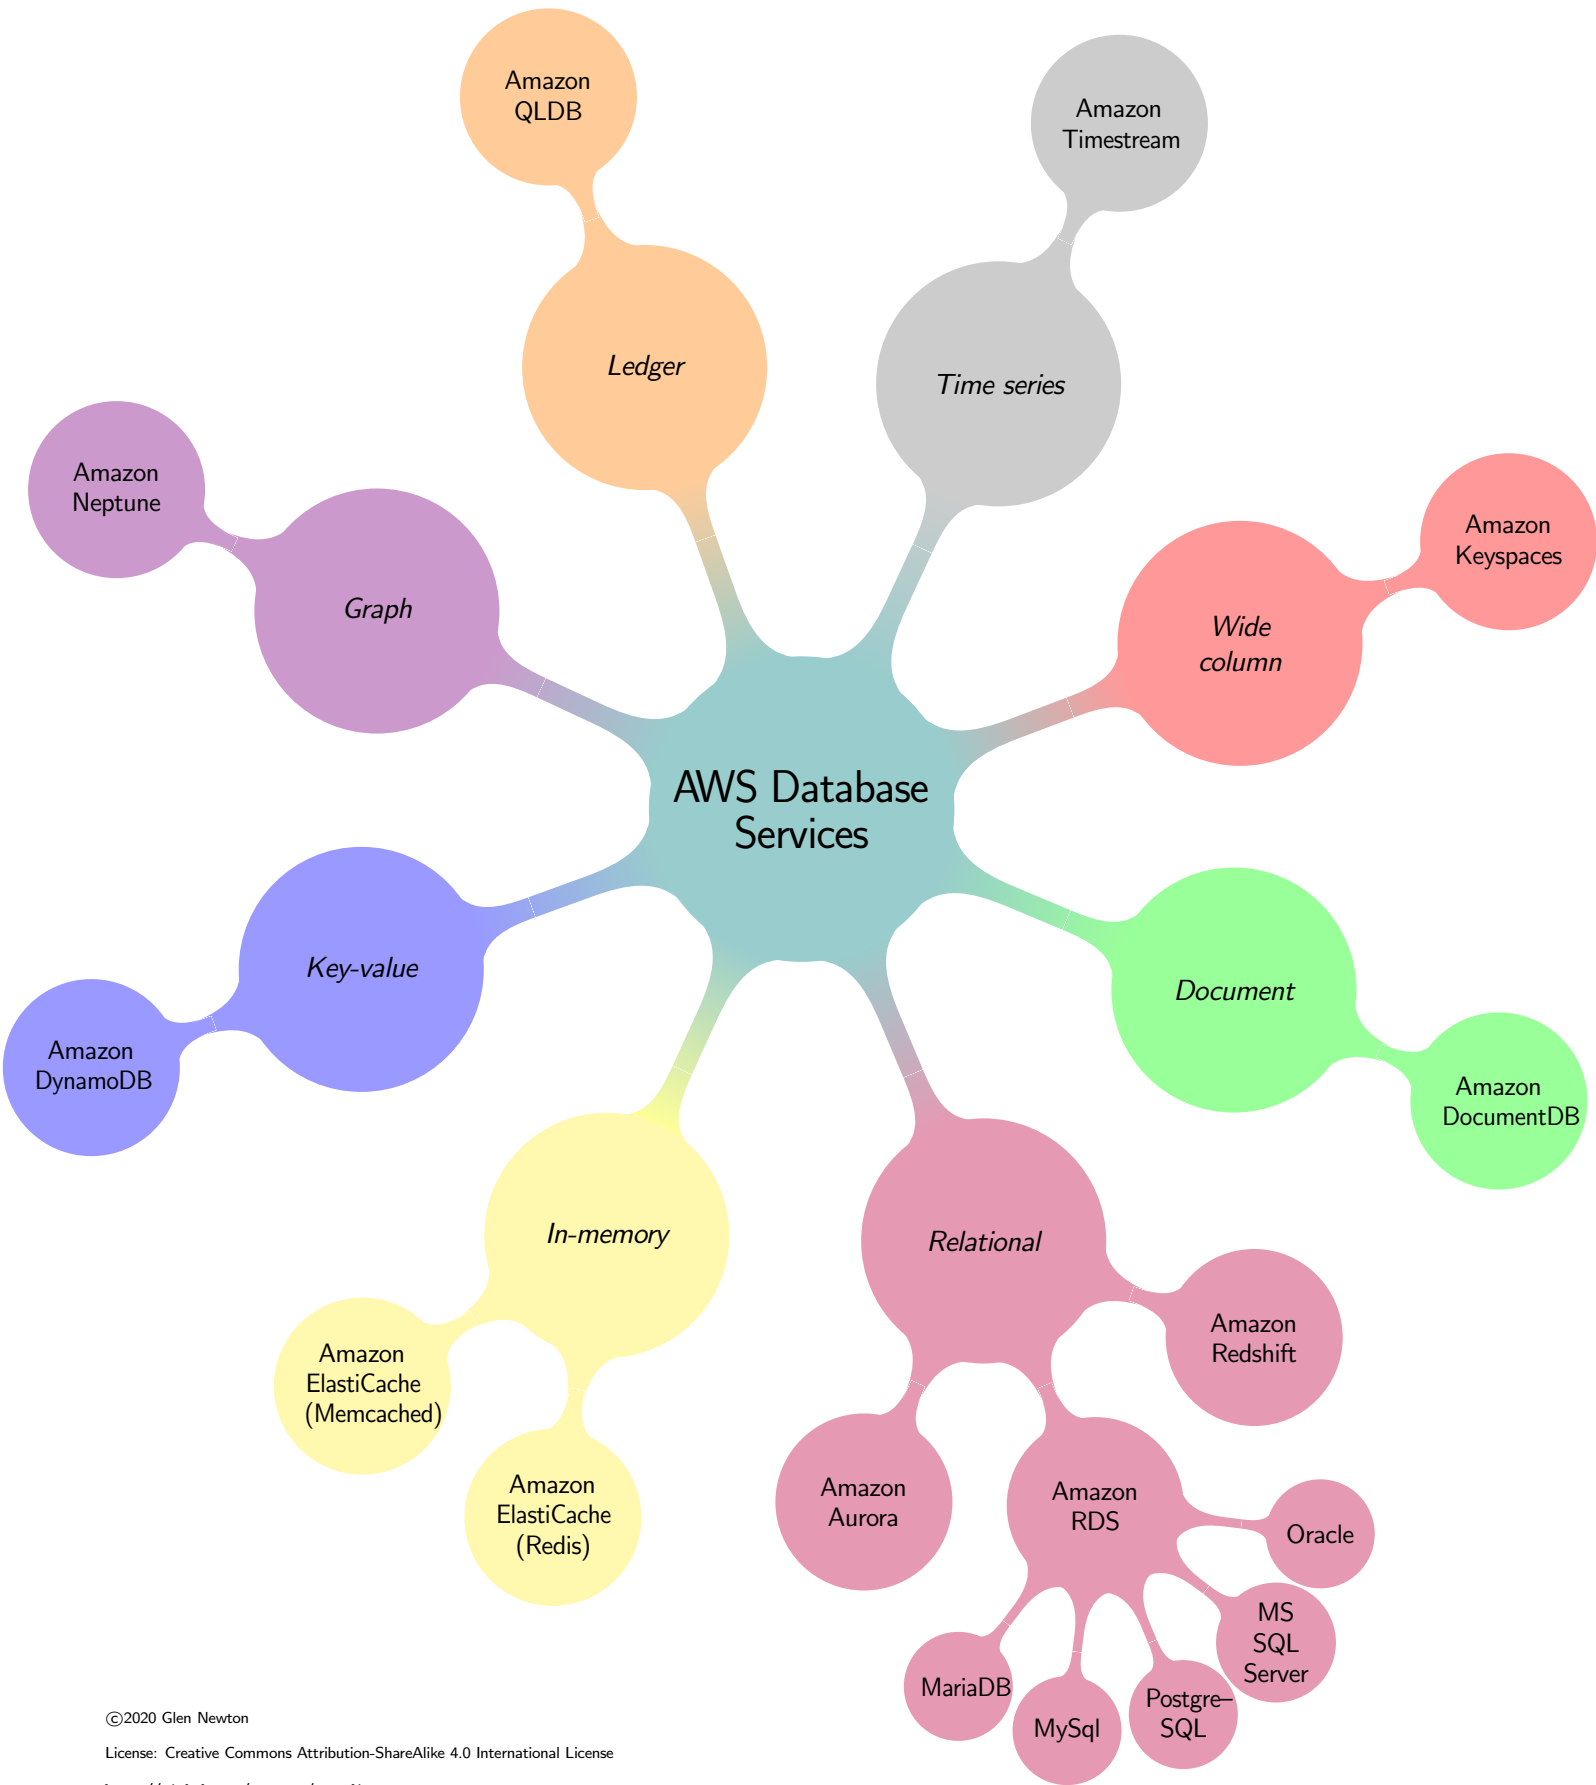 Amazon
QLDB
Amazon
Timestream
Ledger
Time series
Amazon
Neptune
Amazon
Keyspaces
Graph
Wide
column
AWS Database
Services
Key-value
Document
Amazon
DynamoDB
Amazon
DocumentDB
In-memory
Relational
Amazon
ElastiCache
(Memcached)
Amazon
Redshift
Amazon
ElastiCache
(Redis)
Amazon
Aurora
Amazon
RDS
Oracle
MS
SQL
Server
MariaDB
MySql
Postgre–
SQL
©2020 Glen Newton
License: Creative Commons Attribution-ShareAlike 4.0 International License